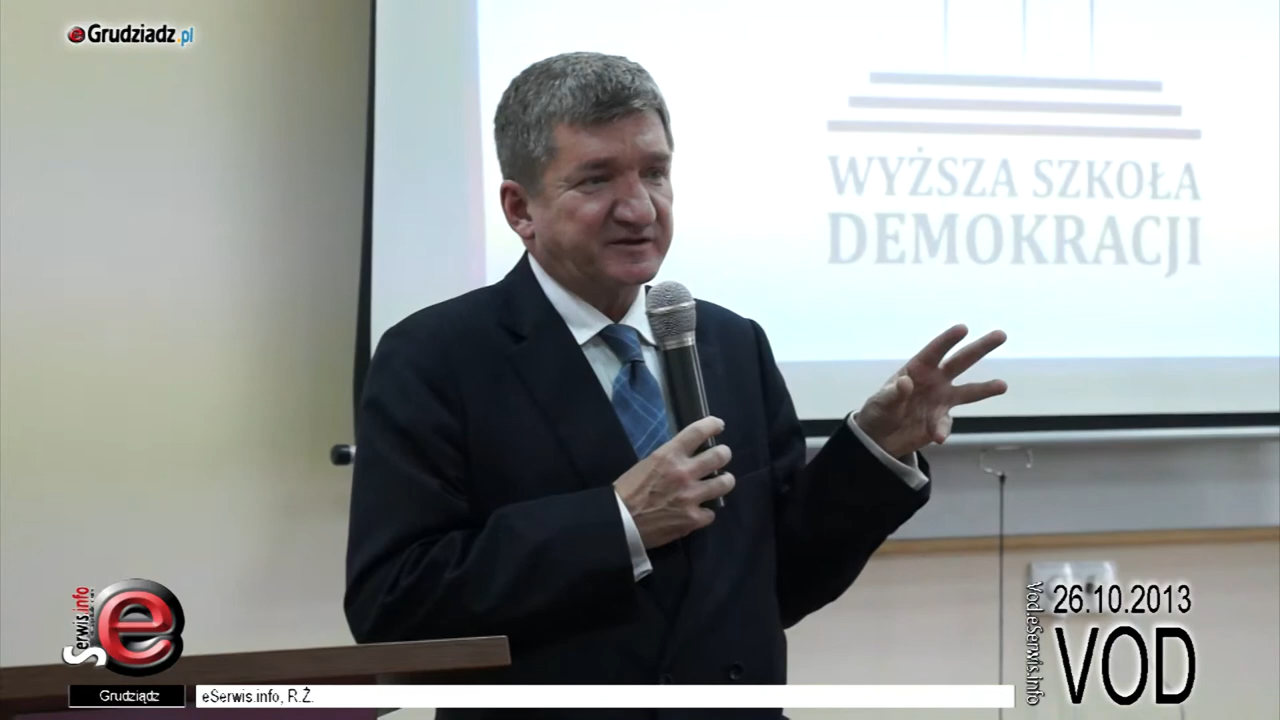 eGrudziadz.pl
WYŻSZA SZKOŁA
DEMOKRACJI
Serwis.info
e
26.10.2013
Vod.eSerwis.Info
VOD
Grudziądz
eSerwis.info, R.Ż.